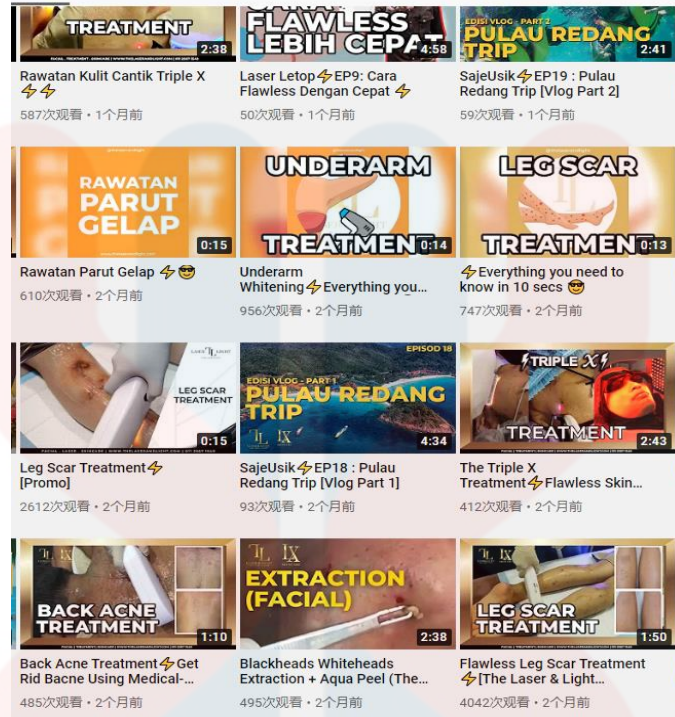 TREATMENT
2:38
FLAWLESS
LEBIH CEPAT
4:58
EDISI VLOG - PART 2
PULAU REDANG
TRIP
2:41
Rawatan Kulit Cantik Triple X
⚡⚡
587次观看・1个月前
Laser Letop⚡EP9: Cara
Flawless Dengan Cepat ⚡
50次观看・1个月前
SajeUsik⚡EP19 : Pulau
Redang Trip [Vlog Part 2]
59次观看・1个月前
RAWATAN
PARUT
GELAP
0:15
UNDERARM
TREATMENT
0:14
LEG SCAR
TREATMENT
0:13
Rawatan Parut Gelap ⚡😎
610次观看・2个月前
Underarm
Whitening⚡Everything you...
956次观看・2个月前
⚡Everything you need to
know in 10 secs 😎
747次观看・2个月前
LEG SCAR
TREATMENT
0:15
EPISOD 18
EDISI VLOG - PART 1
PULAU REDANG
TRIP
4:34
TRIPLE X
TREATMENT
2:43
Leg Scar Treatment⚡
[Promo]
2612次观看・2个月前
SajeUsik⚡EP18 : Pulau
Redang Trip [Vlog Part 1]
93次观看・2个月前
The Triple X
Treatment⚡Flawless Skin...
412次观看・2个月前
BACK ACNE
TREATMENT
1:10
EXTRACTION
(FACIAL)
2:38
LEG SCAR
TREATMENT
1:50
Back Acne Treatment⚡Get
Rid Bacne Using Medical-...
485次观看・2个月前
Blackheads Whiteheads
Extraction + Aqua Peel (The...
495次观看・2个月前
Flawless Leg Scar Treatment
⚡[The Laser & Light...
4042次观看・2个月前